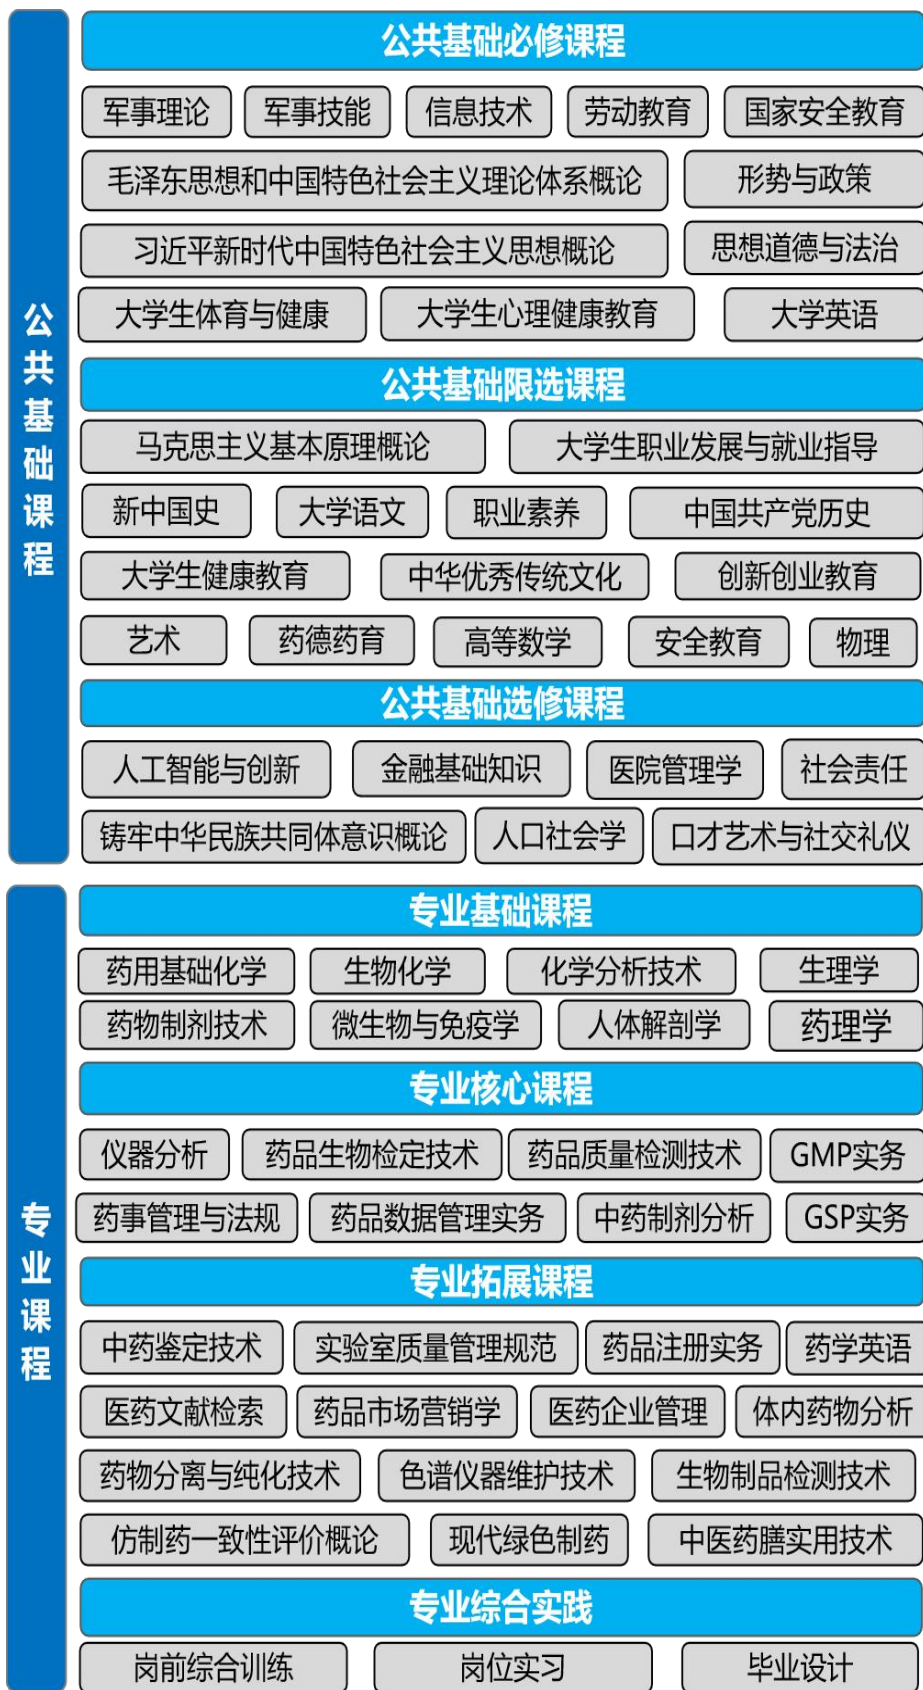 公共基础课程
公共基础必修课程
军事理论 军事技能 信息技术 劳动教育 国家安全教育
毛泽东思想和中国特色社会主义理论体系概论 形势与政策
习近平新时代中国特色社会主义思想概论 思想道德与法治
大学生体育与健康 大学生心理健康教育 大学英语
公共基础限选课程
马克思主义基本原理概论 大学生职业发展与就业指导
新中国史 大学语文 职业素养 中国共产党历史
大学生健康教育 中华优秀传统文化 创新创业教育
艺术 药德药育 高等数学 安全教育 物理
公共基础选修课程
人工智能与创新 金融基础知识 医院管理学 社会责任
铸牢中华民族共同体意识概论 人口社会学 口才艺术与社交礼仪
专业课程
专业基础课程
药用基础化学 生物化学 化学分析技术 生理学
药物制剂技术 微生物与免疫学 人体解剖学 药理学
专业核心课程
仪器分析 药品生物检定技术 药品质量检测技术 GMP实务
药事管理与法规 药品数据管理实务 中药制剂分析 GSP实务
专业拓展课程
中药鉴定技术 实验室质量管理规范 药品注册实务 药学英语
医药文献检索 药品市场营销学 医药企业管理 体内药物分析
药物分离与纯化技术 色谱仪器维护技术 生物制品检测技术
仿制药一致性评价概论 现代绿色制药 中医药膳实用技术
专业综合实践
岗前综合训练 岗位实习 毕业设计